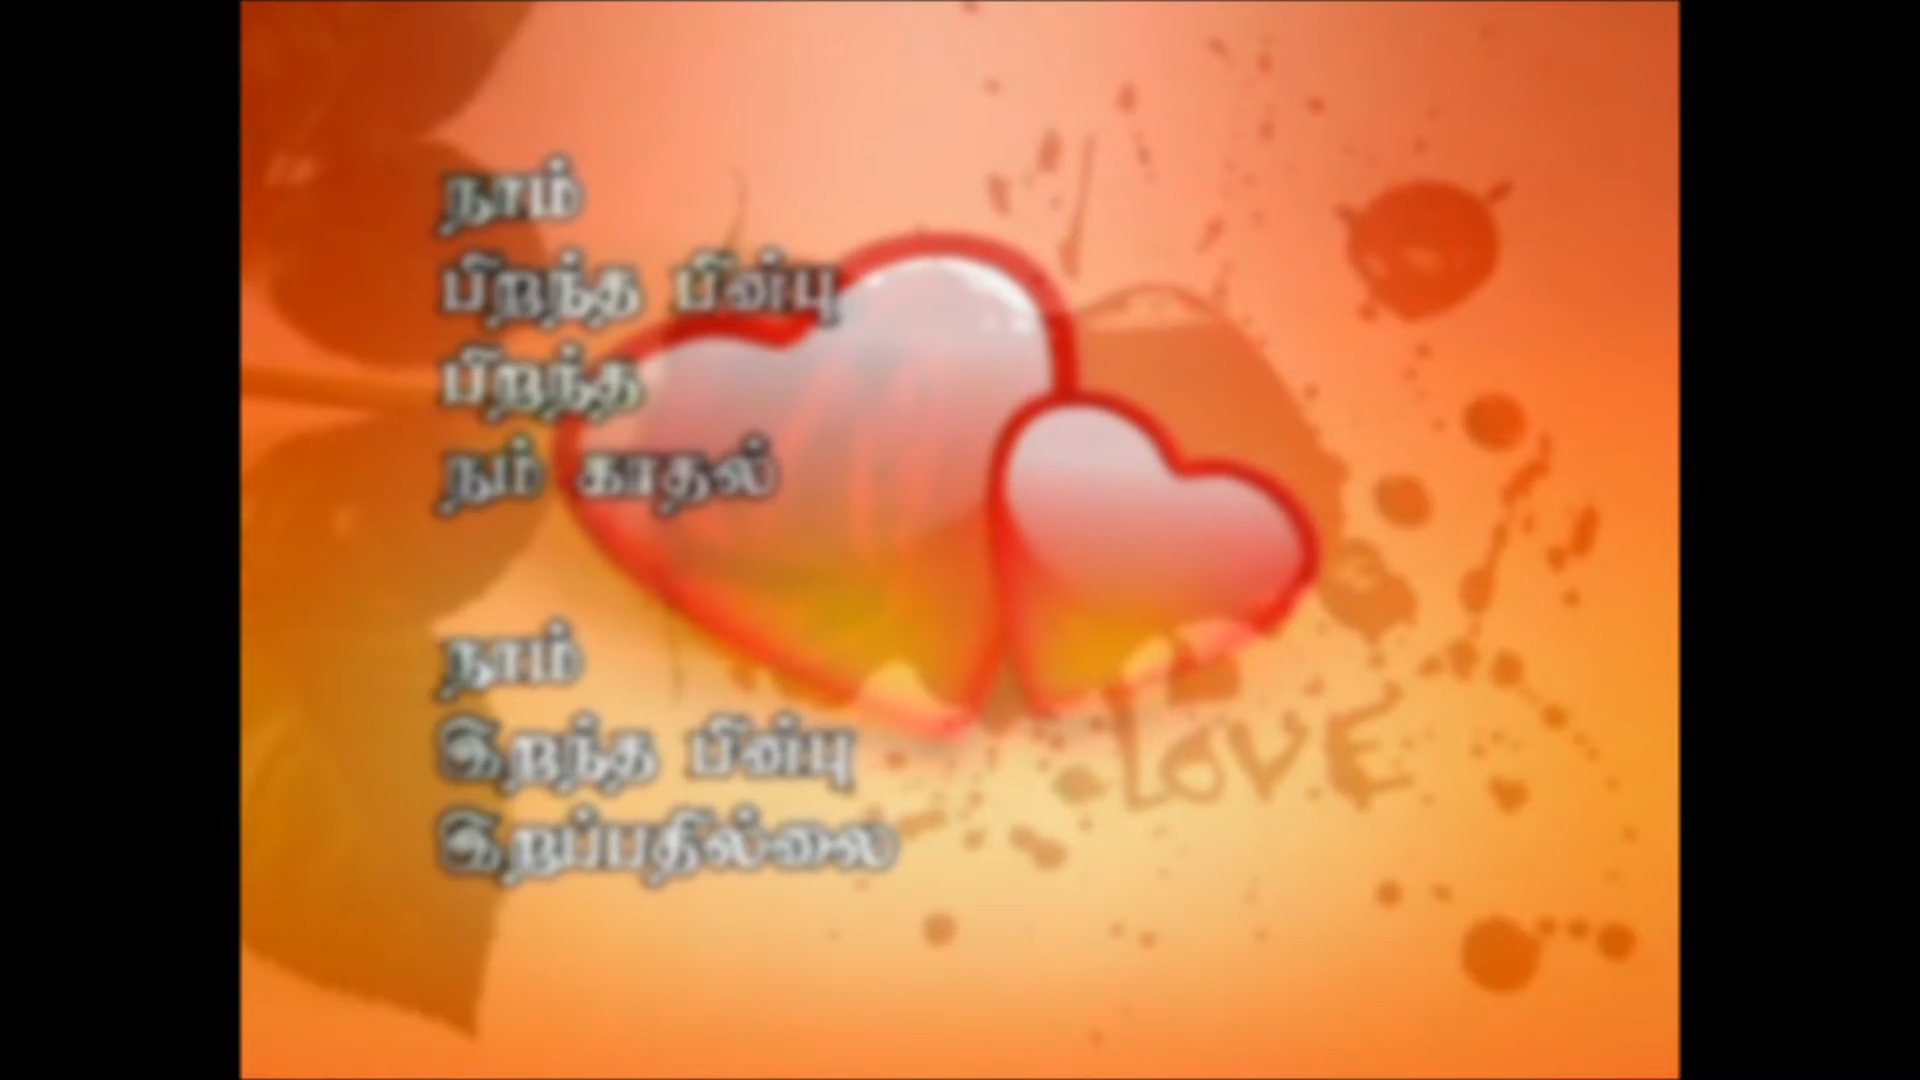 நாம்
பிறந்த பின்பு
பிறந்த
நம் காதல்
நாம்
இறந்த பின்பு
இறப்பதில்லை
LOVE